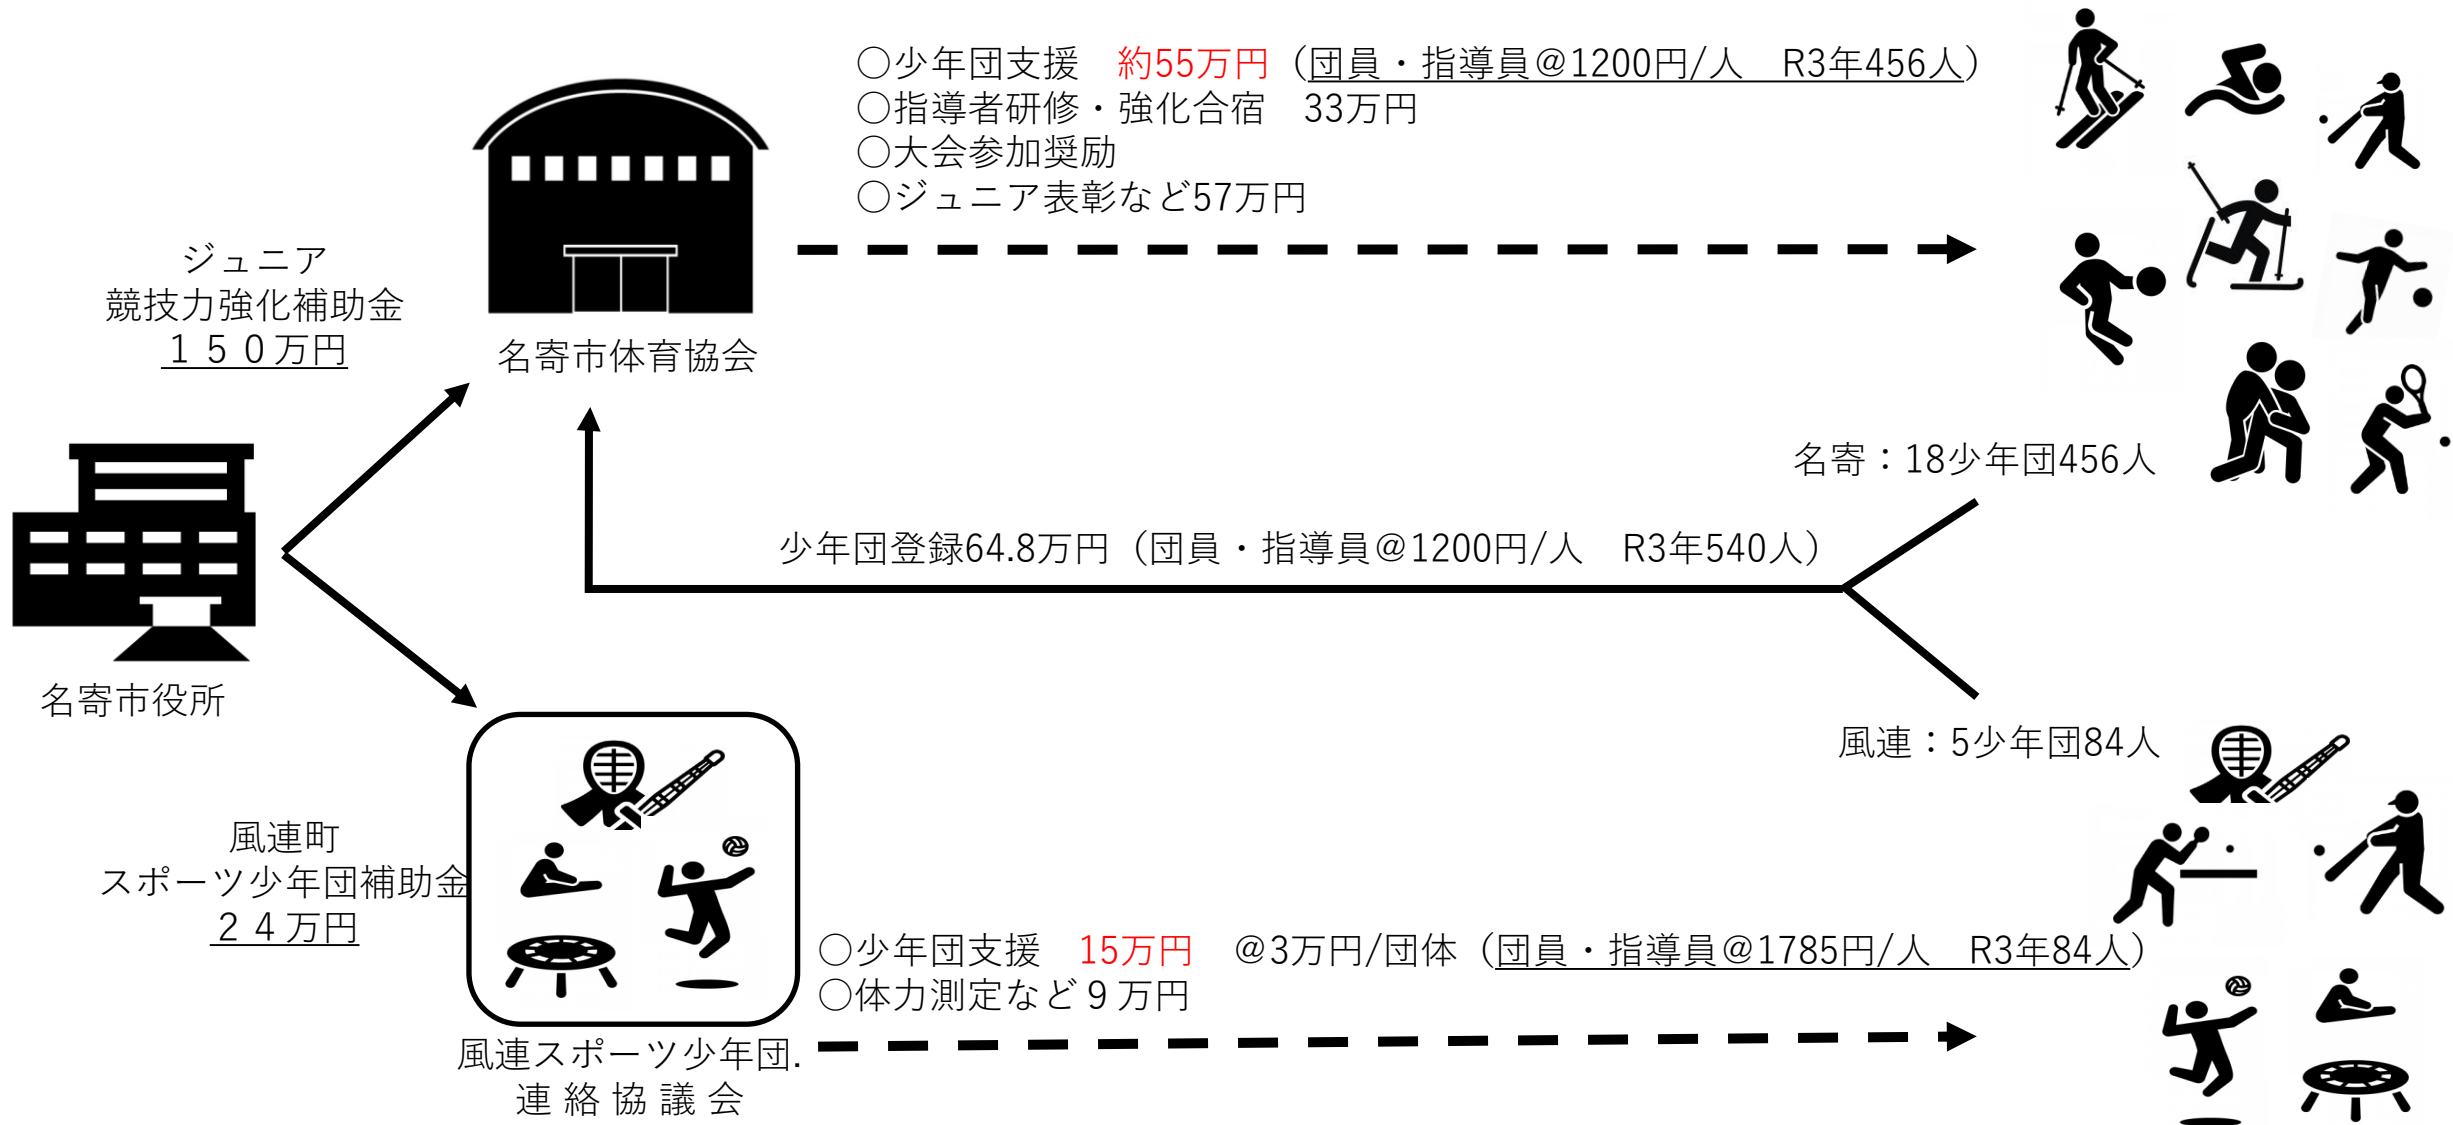 ○少年団支援　約55万円（団員・指導員＠1200円/人　R3年456人）
○指導者研修・強化合宿　33万円
○大会参加奨励
○ジュニア表彰など57万円
ジュニア
競技力強化補助金
１５０万円
名寄市体育協会
名寄：18少年団456人
少年団登録64.8万円（団員・指導員＠1200円/人　R3年540人）
名寄市役所
風連：5少年団84人
風連町
スポーツ少年団補助金
２４万円
○少年団支援　15万円　＠3万円/団体（団員・指導員＠1785円/人　R3年84人）
○体力測定など９万円
風連スポーツ少年団.
連 絡 協 議 会